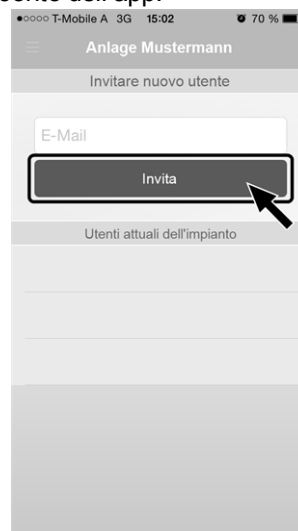 ●○○○○ T-Mobile A 3G 15:02 70 %
Anlage Mustermann
Invitare nuovo utente
E-Mail
Invita
Utenti attuali dell'impianto